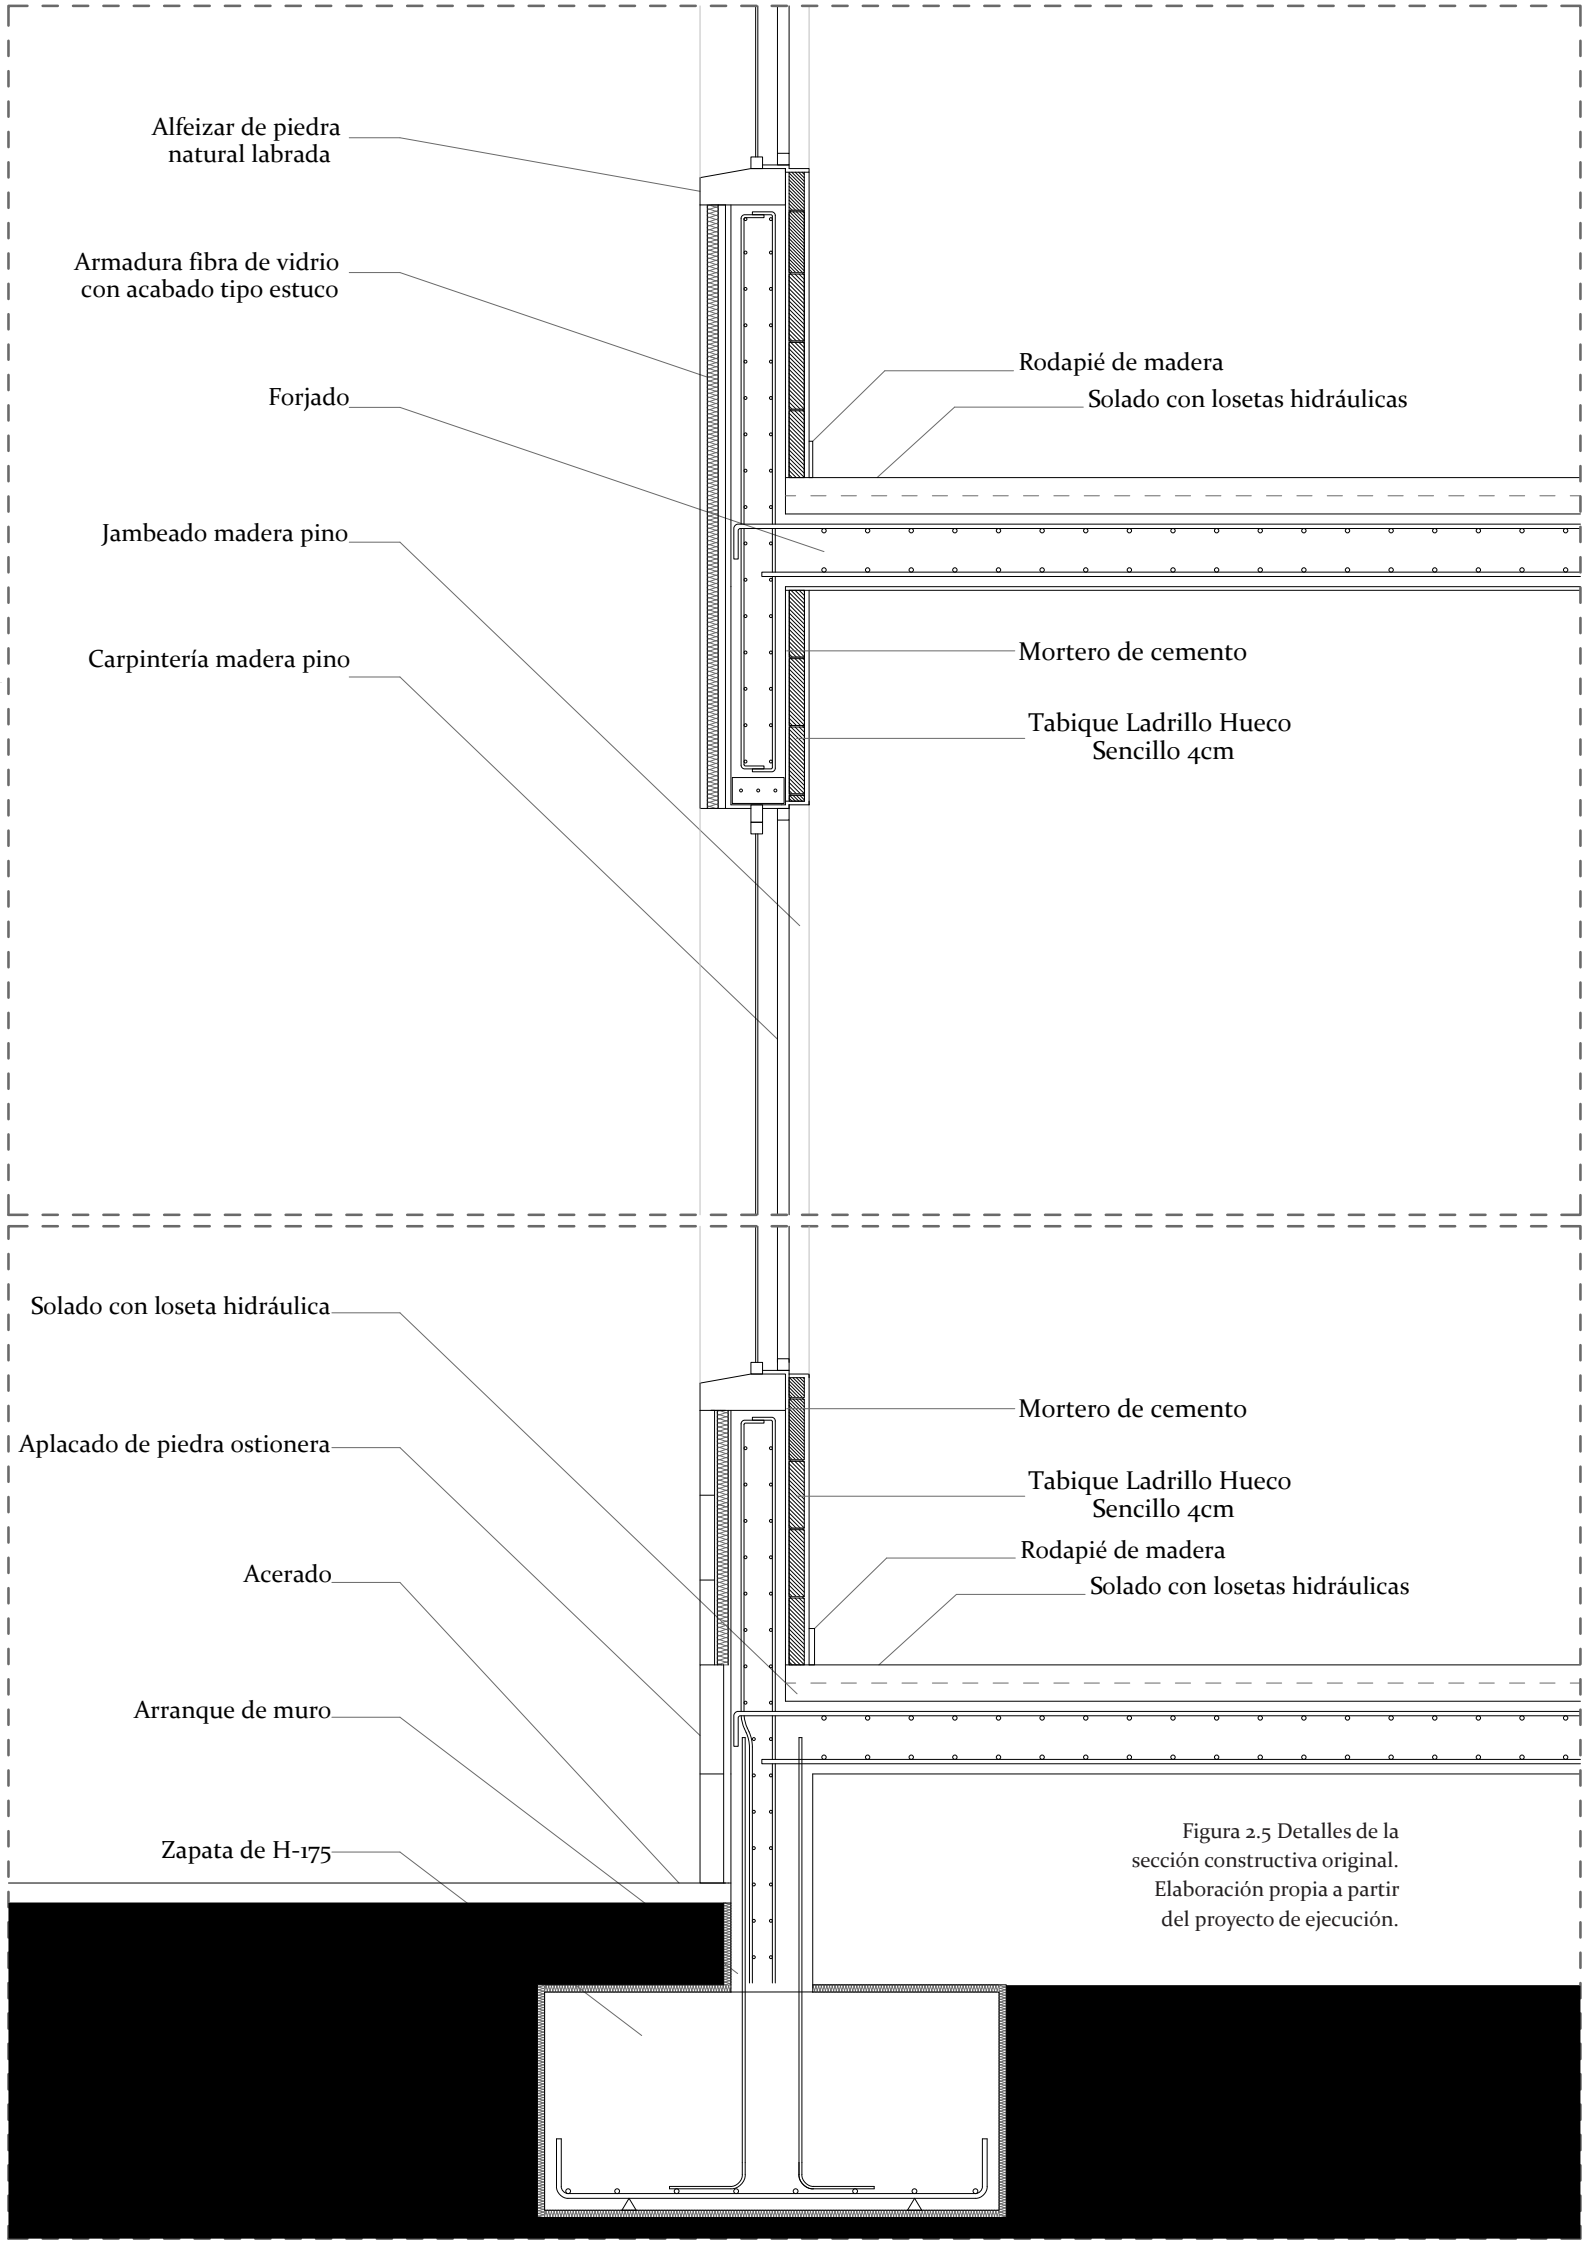 Alfeizar de piedra
natural labrada
Armadura fibra de vidrio
con acabado tipo estuco
Forjado
Jambeado madera pino
Carpintería madera pino
Rodapié de madera
Solado con losetas hidráulicas
Mortero de cemento
Tabique Ladrillo Hueco
Sencillo 4cm
Solado con loseta hidráulica
Aplacado de piedra ostionera
Acerado
Arranque de muro
Zapata de H-175
Mortero de cemento
Tabique Ladrillo Hueco
Sencillo 4cm
Rodapié de madera
Solado con losetas hidráulicas
Figura 2.5 Detalles de la
sección constructiva original.
Elaboración propia a partir
del proyecto de ejecución.